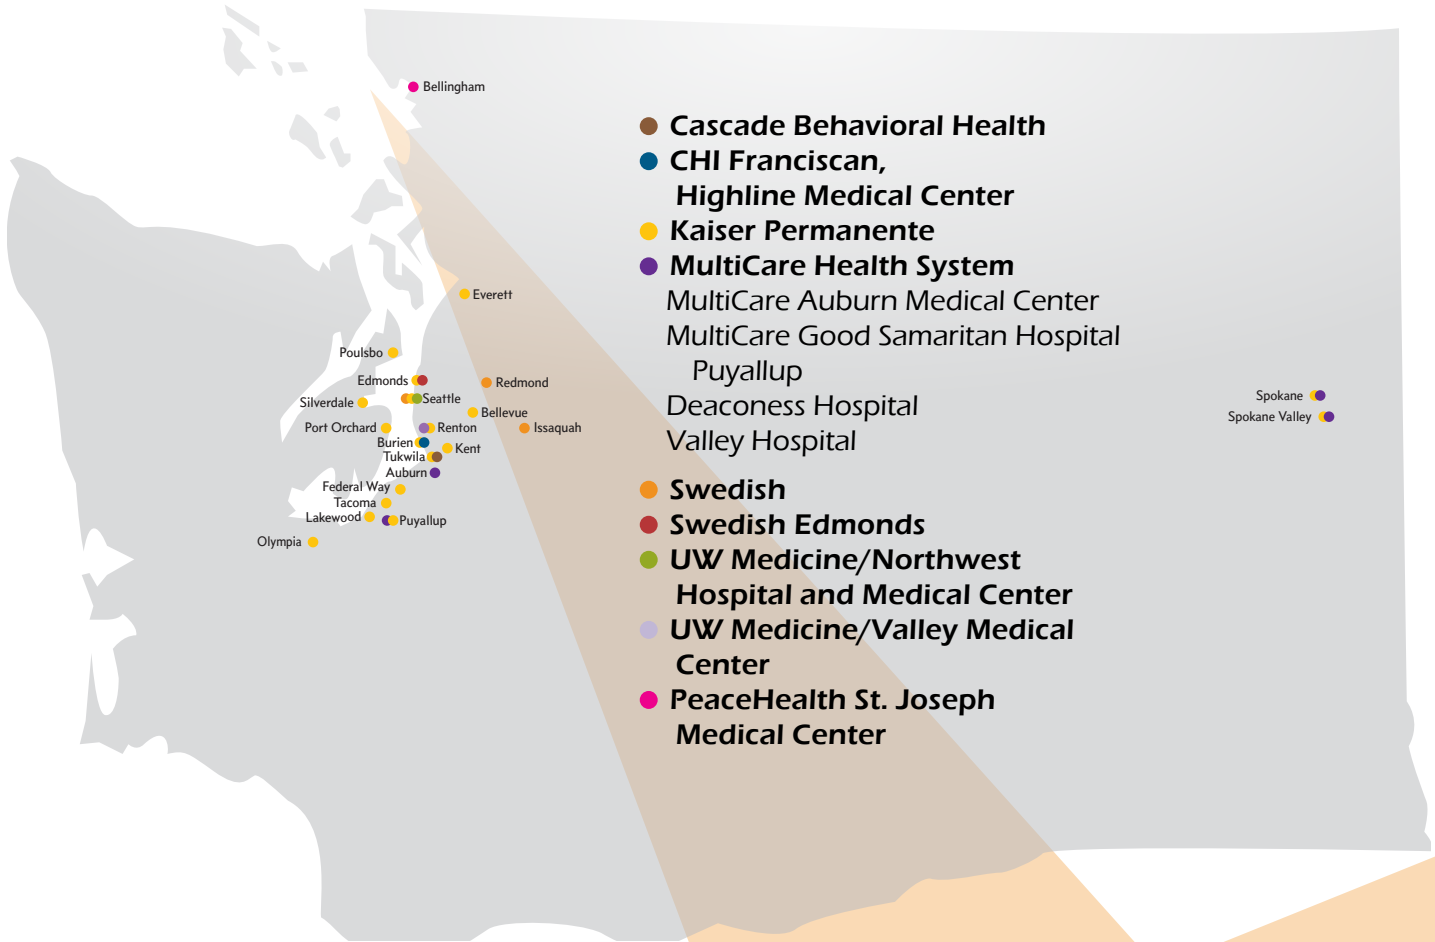 Bellingham
Cascade Behavioral Health
CHI Franciscan,
Highline Medical Center
Kaiser Permanente
MultiCare Health System
MultiCare Auburn Medical Center
MultiCare Good Samaritan Hospital
Puyallup
Deaconess Hospital
Valley Hospital
Swedish
Swedish Edmonds
UW Medicine/Northwest
Hospital and Medical Center
UW Medicine/Valley Medical
Center
PeaceHealth St. Joseph
Medical Center
Everett
Poulsbo
Edmonds
Redmond
Seattle
Silverdale
Bellevue
Port Orchard
Renton
Issaquah
Burien
Kent
Tukwila
Auburn
Federal Way
Tacoma
Lakewood
Puyallup
Olympia
Spokane
Spokane Valley